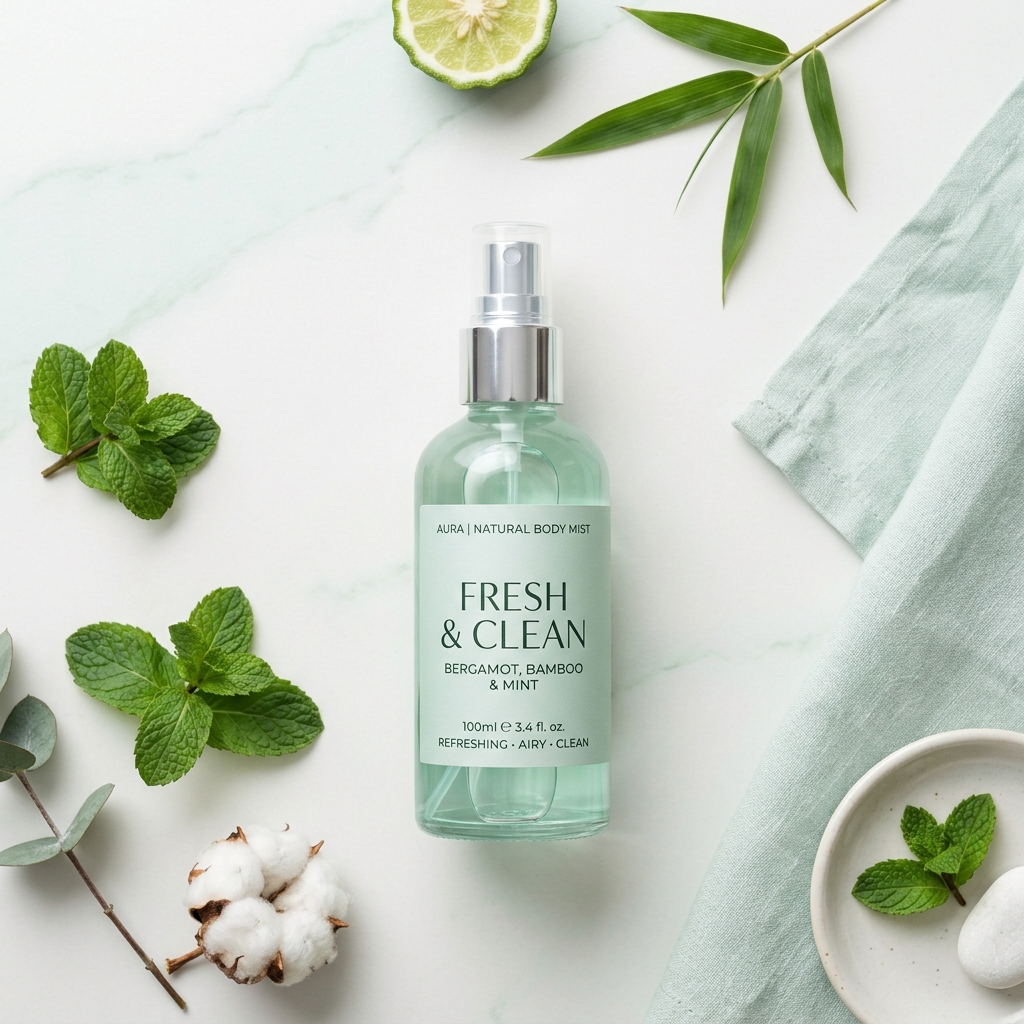 AURA | NATURAL BODY MIST
FRESH
& CLEAN
BERGAMOT, BAMBOO
& MINT
100ml ℮ 3.4 fl. oz.
REFRESHING • AIRY • CLEAN